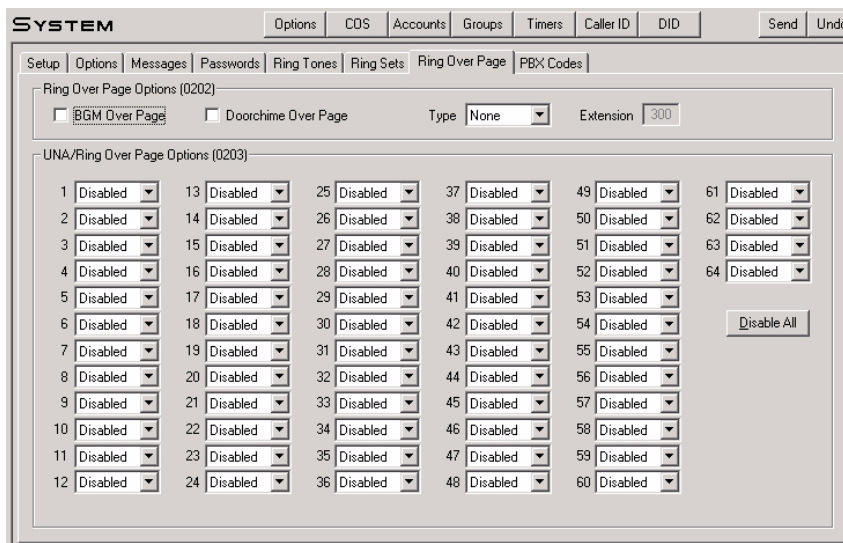 SYSTEM Options COS Accounts Groups Timers Caller ID DID Send Undo
Setup Options Messages Passwords Ring Tones Ring Sets Ring Over Page PBX Codes
Ring Over Page Options (0202)
BGM Over Page Doorchime Over Page Type None Extension 300
UNA/Ring Over Page Options (0203)
1 Disabled 13 Disabled 25 Disabled 37 Disabled 49 Disabled 61 Disabled
2 Disabled 14 Disabled 26 Disabled 38 Disabled 50 Disabled 62 Disabled
3 Disabled 15 Disabled 27 Disabled 39 Disabled 51 Disabled 63 Disabled
4 Disabled 16 Disabled 28 Disabled 40 Disabled 52 Disabled 64 Disabled
5 Disabled 17 Disabled 29 Disabled 41 Disabled 53 Disabled
6 Disabled 18 Disabled 30 Disabled 42 Disabled 54 Disabled Disable All
7 Disabled 19 Disabled 31 Disabled 43 Disabled 55 Disabled
8 Disabled 20 Disabled 32 Disabled 44 Disabled 56 Disabled
9 Disabled 21 Disabled 33 Disabled 45 Disabled 57 Disabled
10 Disabled 22 Disabled 34 Disabled 46 Disabled 58 Disabled
11 Disabled 23 Disabled 35 Disabled 47 Disabled 59 Disabled
12 Disabled 24 Disabled 36 Disabled 48 Disabled 60 Disabled